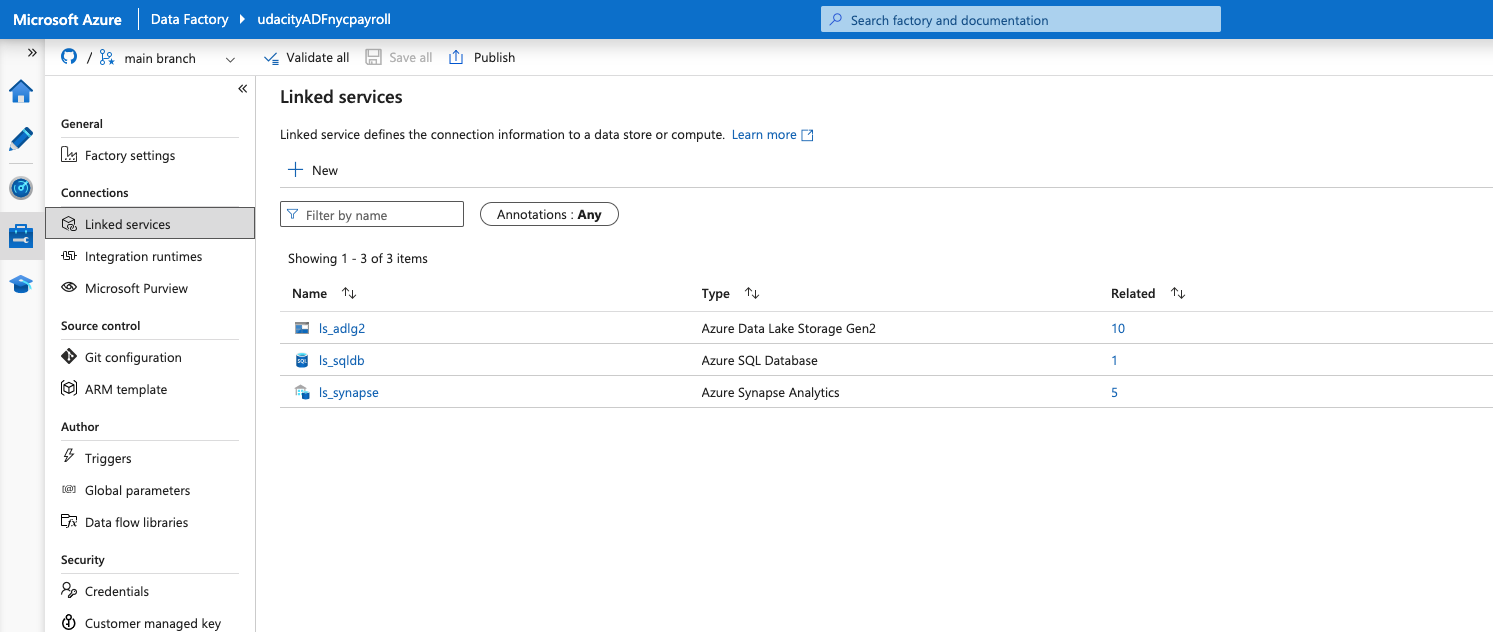 Microsoft Azure Data Factory udacityADFnycpayroll Search factory and documentation
/ main branch Validate all Save all Publish
General
Factory settings
Connections
Linked services
Integration runtimes
Microsoft Purview
Source control
Git configuration
ARM template
Author
Triggers
Global parameters
Data flow libraries
Security
Credentials
Customer managed key
Linked services
Linked service defines the connection information to a data store or compute. Learn more
New
Filter by name Annotations : Any
Showing 1 - 3 of 3 items
Name Type Related
ls_adlg2 Azure Data Lake Storage Gen2 10
ls_sqldb Azure SQL Database 1
ls_synapse Azure Synapse Analytics 5